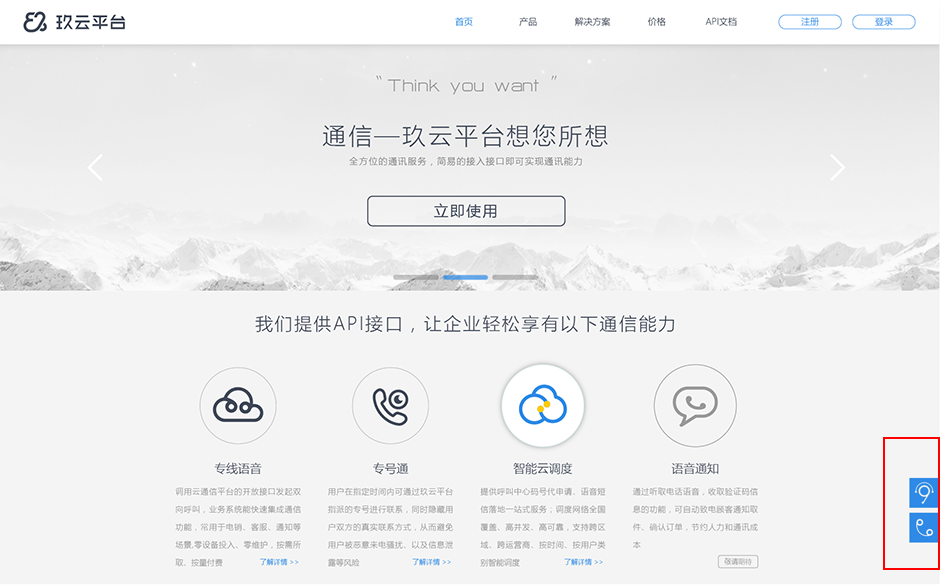 玖云平台
首页 产品 解决方案 价格 API文档 注册 登录
“Think you want ”
通信—玖云平台想您所想
全方位的通讯服务，简易的接入接口即可实现通讯能力
立即使用
我们提供API接口，让企业轻松享有以下通信能力
专线语音
调用云通信平台的开放接口发起双
向呼叫，业务系统能快速集成通信
功能，常用于电销、客服、通知等
场景,零设备投入、零维护，按需所
取、按量付费
了解详情 >>
专号通
用户在指定时间内可通过玖云平台
指派的专号进行联系，同时隐藏用
户双方的真实联系方式，从而避免
用户被恶意来电骚扰、以及信息泄
露等风险
了解详情 >>
智能云调度
提供呼叫中心码号代申请、语音短
信落地一站式服务，调度网络全国
覆盖、高并发、高可靠，支持跨区
域、跨运营商、按时间、按用户类
别智能调度
了解详情 >>
语音通知
通过听取电话语音，收取验证码信
息的功能，可自动致电顾客通知取
件、确认订单，节约人力和通讯成
本
敬请期待